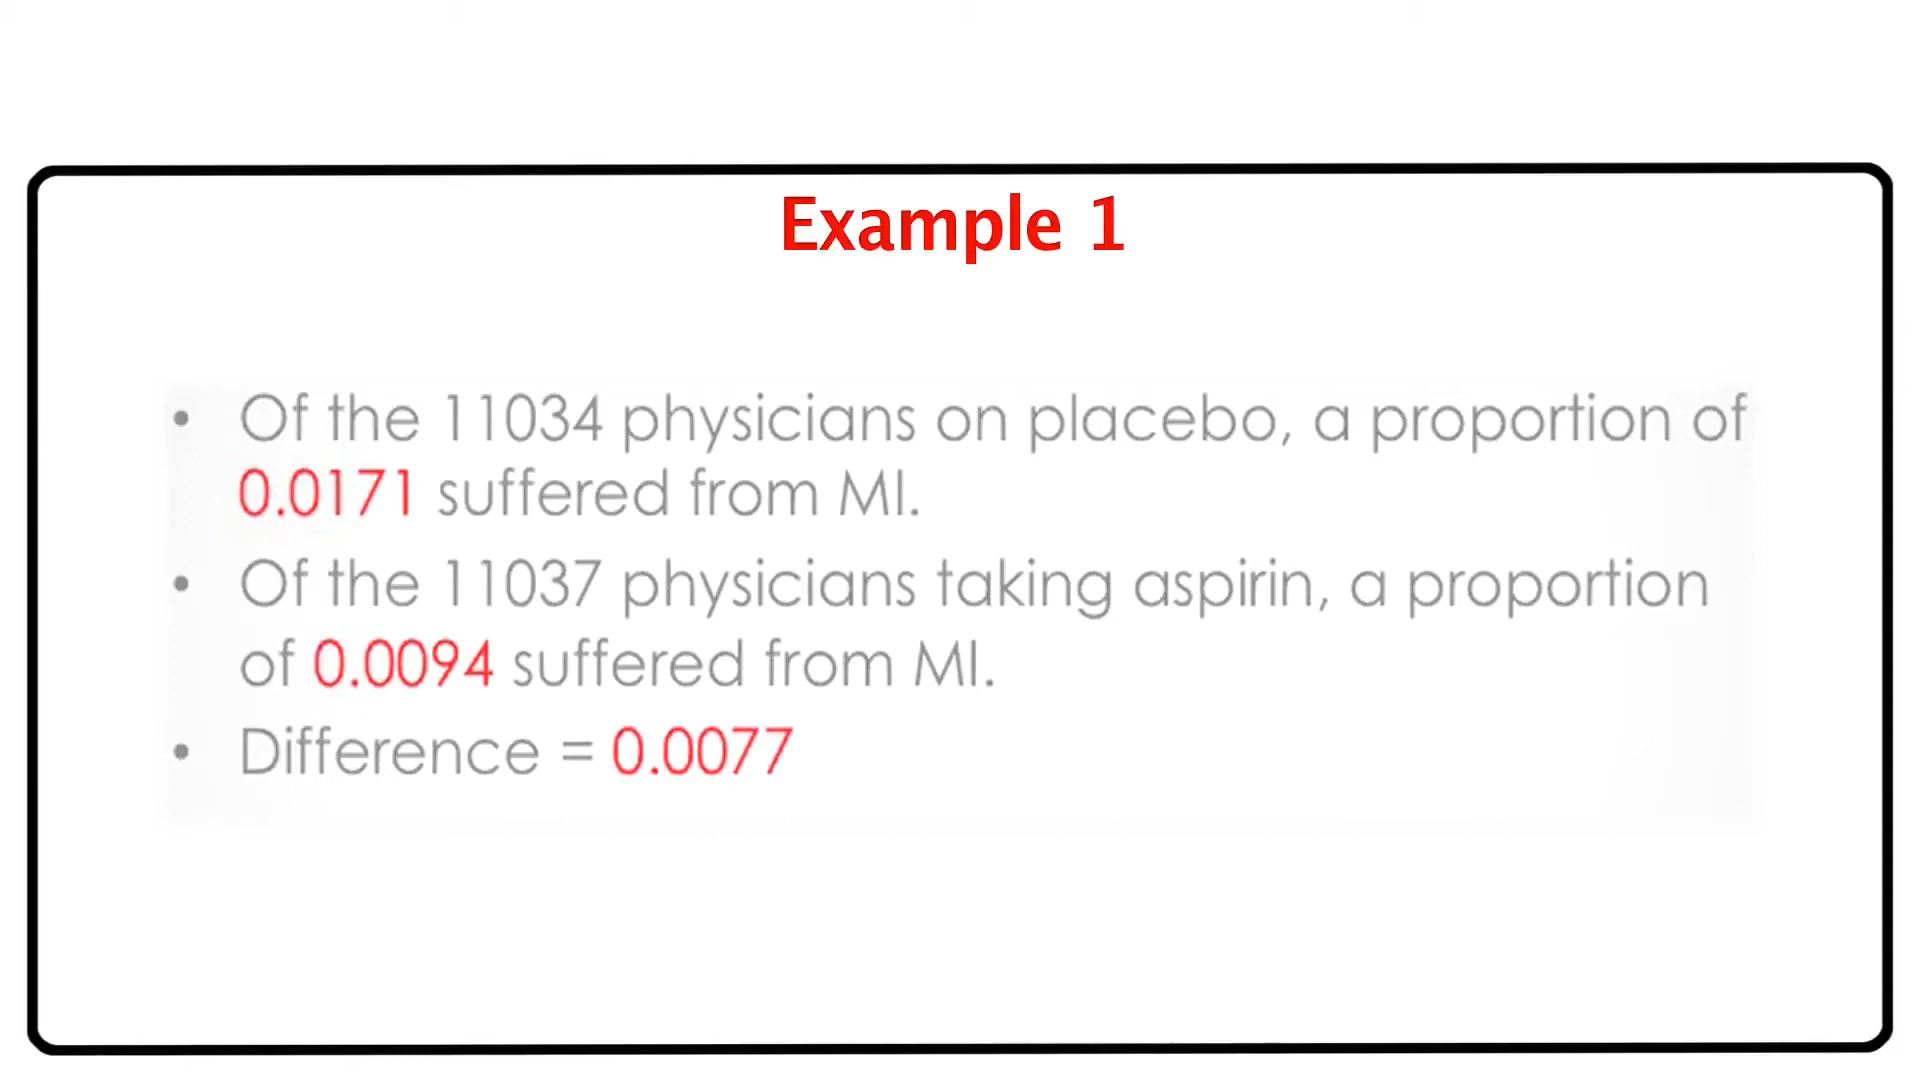 Example 1
• Of the 11034 physicians on placebo, a proportion of
0.0171 suffered from MI.
• Of the 11037 physicians taking aspirin, a proportion
of 0.0094 suffered from MI.
• Difference = 0.0077